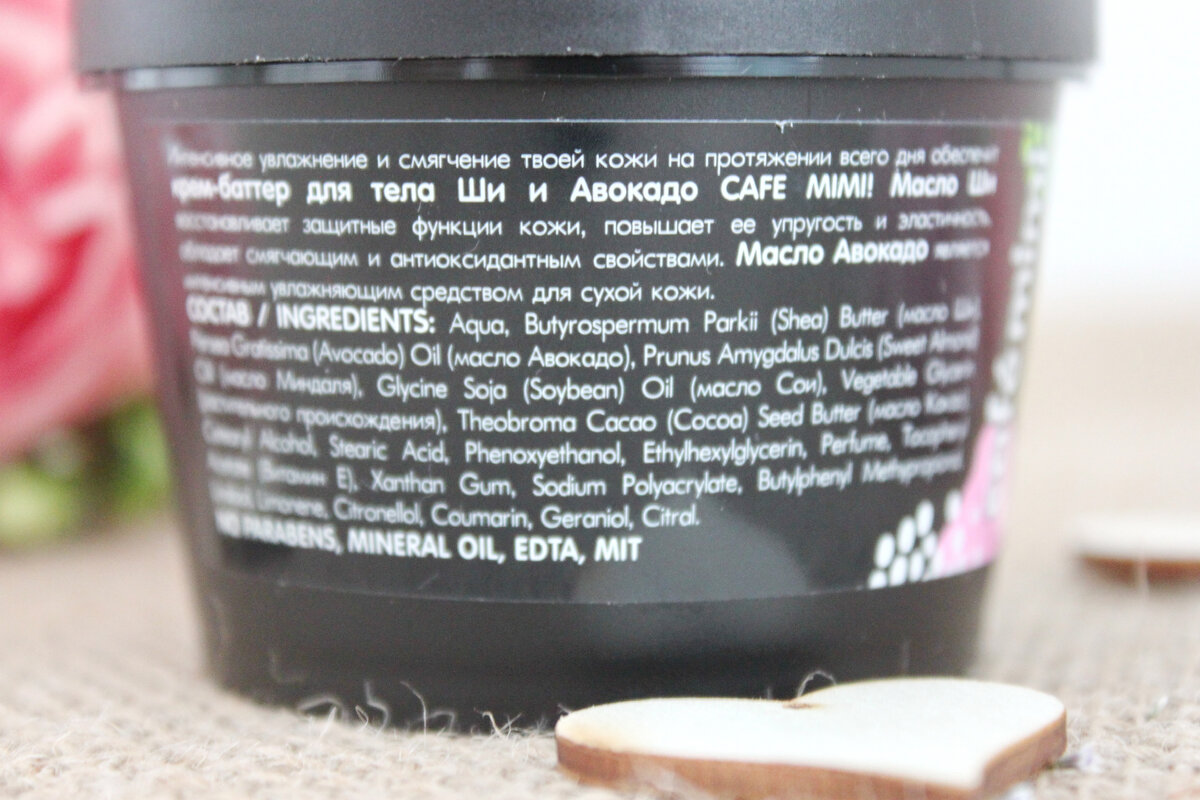 Интенсивное увлажнение и смягчение твоей кожи на протяжении всего дня обеспечит
крем-баттер для тела Ши и Авокадо CAFE MIMI! Масло Ши
восстанавливает защитные функции кожи, повышает ее упругость и эластичность,
обладает смягчающим и антиоксидантным свойствами. Масло Авокадо является
интенсивным увлажняющим средством для сухой кожи.
СОСТАВ / INGREDIENTS: Aqua, Butyrospermum Parkii (Shea) Butter (масло Ши),
Persea Gratissima (Avocado) Oil (масло Авокадо), Prunus Amygdalus Dulcis (Sweet Almond)
Oil (масло Миндаля), Glycine Soja (Soybean) Oil (масло Сои), Vegetable Glycerin
(растительного происхождения), Theobroma Cacao (Cocoa) Seed Butter (масло Какао),
Cetearyl Alcohol, Stearic Acid, Phenoxyethanol, Ethylhexylglycerin, Perfume, Tocopheryl
Acetate (Витамин Е), Xanthan Gum, Sodium Polyacrylate, Butylphenyl Methypropional,
Linalool, Limonene, Citronellol, Coumarin, Geraniol, Citral.
NO PARABENS, MINERAL OIL, EDTA, MIT